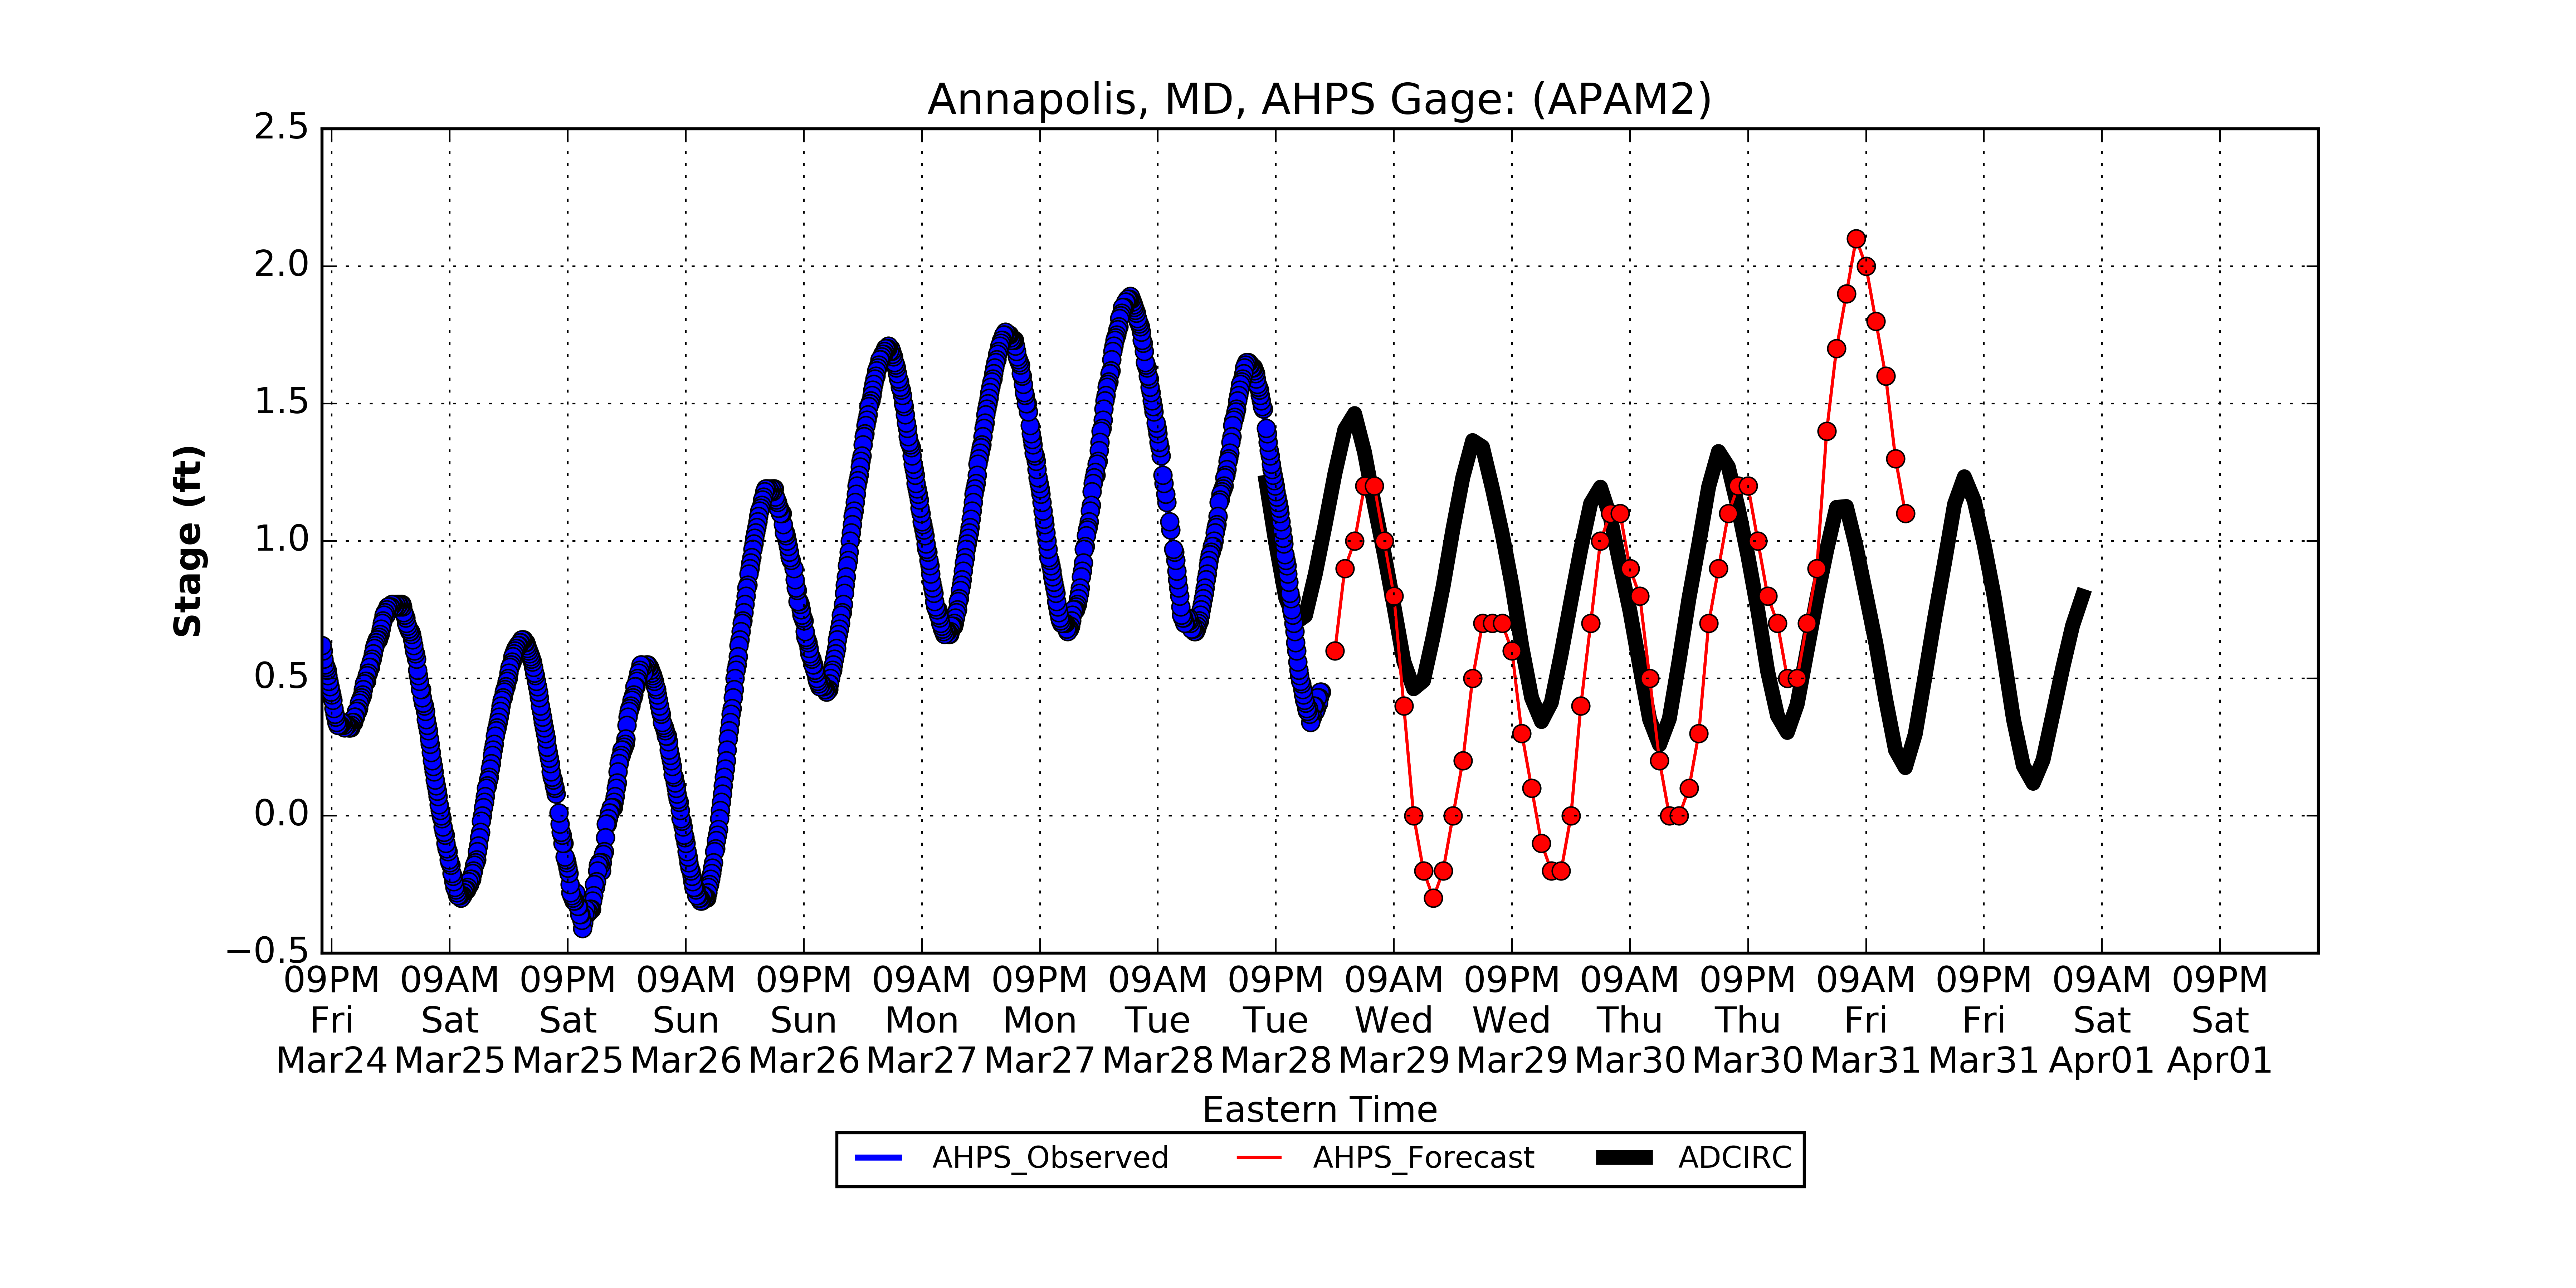 Annapolis, MD, AHPS Gage: (APAM2)
2.5
2.0
1.5
1.0
0.5
0.0
−0.5
Stage (ft)
09PM 09AM 09PM 09AM 09PM 09AM 09PM 09AM 09PM 09AM 09PM 09AM 09PM 09AM 09PM 09AM 09PM
Fri Sat Sat Sun Sun Mon Mon Tue Tue Wed Wed Thu Thu Fri Fri Sat Sat
Mar24 Mar25 Mar25 Mar26 Mar26 Mar27 Mar27 Mar28 Mar28 Mar29 Mar29 Mar30 Mar30 Mar31 Mar31 Apr01 Apr01
Eastern Time
AHPS_Observed AHPS_Forecast ADCIRC